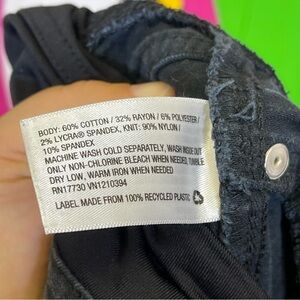 BODY: 60% COTTON / 32% RAYON / 6% POLYESTER /
2% LYCRA® SPANDEX, KNIT: 90% NYLON /
10% SPANDEX
MACHINE WASH COLD SEPARATELY, WASH INSIDE OUT
ONLY NON-CHLORINE BLEACH WHEN NEEDED, TUMBLE
DRY LOW, WARM IRON WHEN NEEDED
RN17730 VN1210394
LABEL MADE FROM 100% RECYCLED PLASTIC